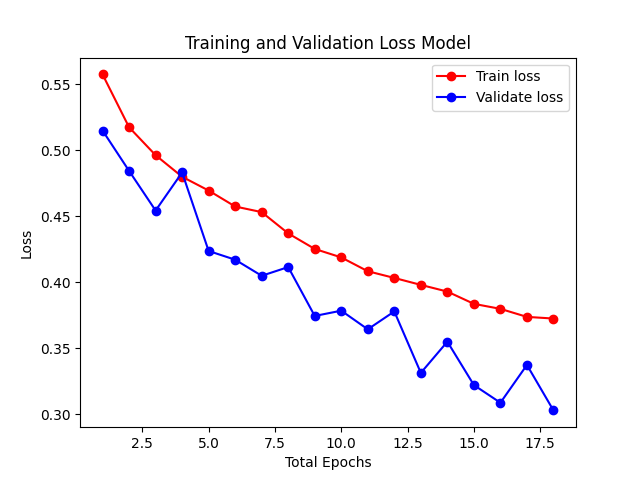 Training and Validation Loss Model
Train loss
Validate loss
0.55
0.50
0.45
0.40
0.35
0.30
Loss
2.5 5.0 7.5 10.0 12.5 15.0 17.5
Total Epochs